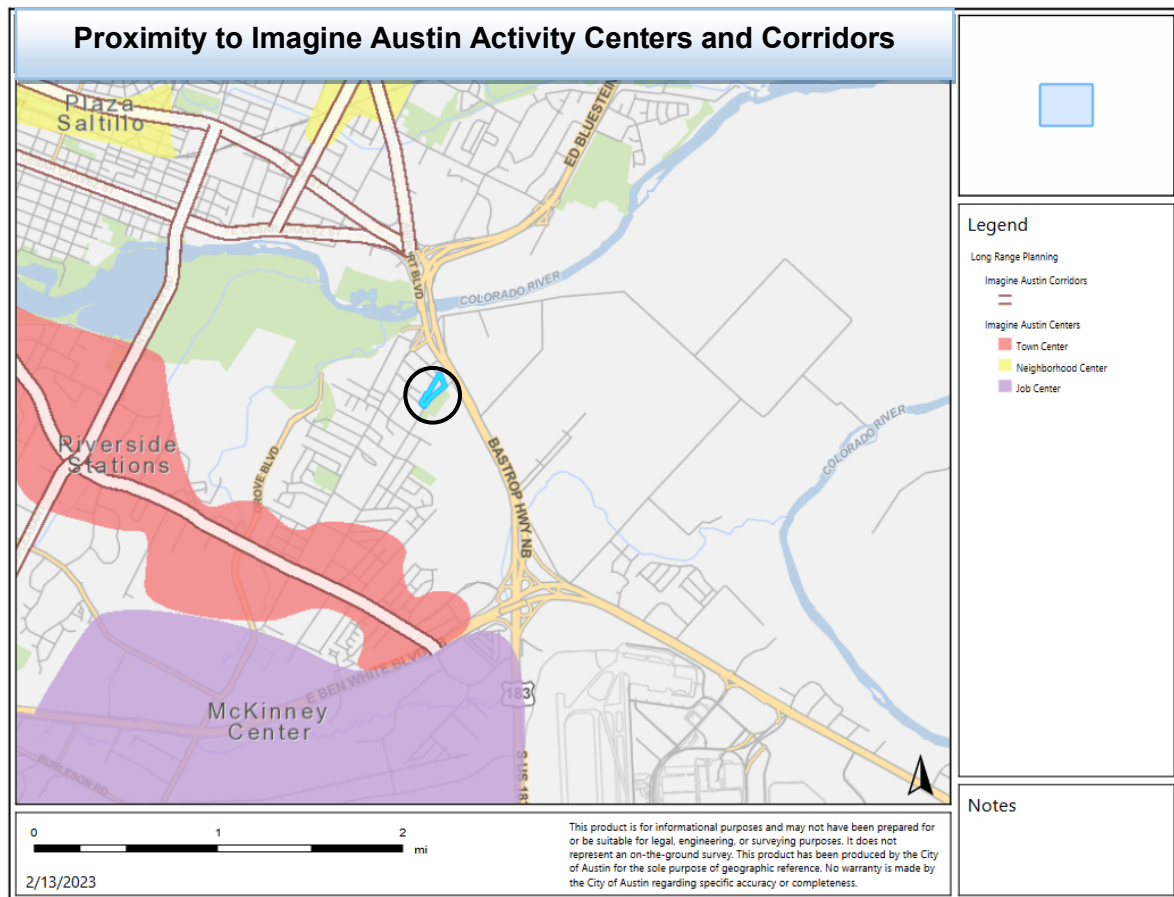 Proximity to Imagine Austin Activity Centers and Corridors
Plaza
Saltillo
ED BLUESTEIN
E CESAR CHAVEZ ST
RT BLVD
COLORADO RIVER
COLORADO RIVER
Riverside
Stations
GROVE BLVD
BASTROP HWY NB
E BEN WHITE BLVD
McKinney
Center
183
BURLESON RD
S US 183
Legend
Long Range Planning
Imagine Austin Corridors
Imagine Austin Centers
Town Center
Neighborhood Center
Job Center
Notes
0 1 2
mi
2/13/2023
This product is for informational purposes and may not have been prepared for
or be suitable for legal, engineering, or surveying purposes. It does not
represent an on-the-ground survey. This product has been produced by the City
of Austin for the sole purpose of geographic reference. No warranty is made by
the City of Austin regarding specific accuracy or completeness.